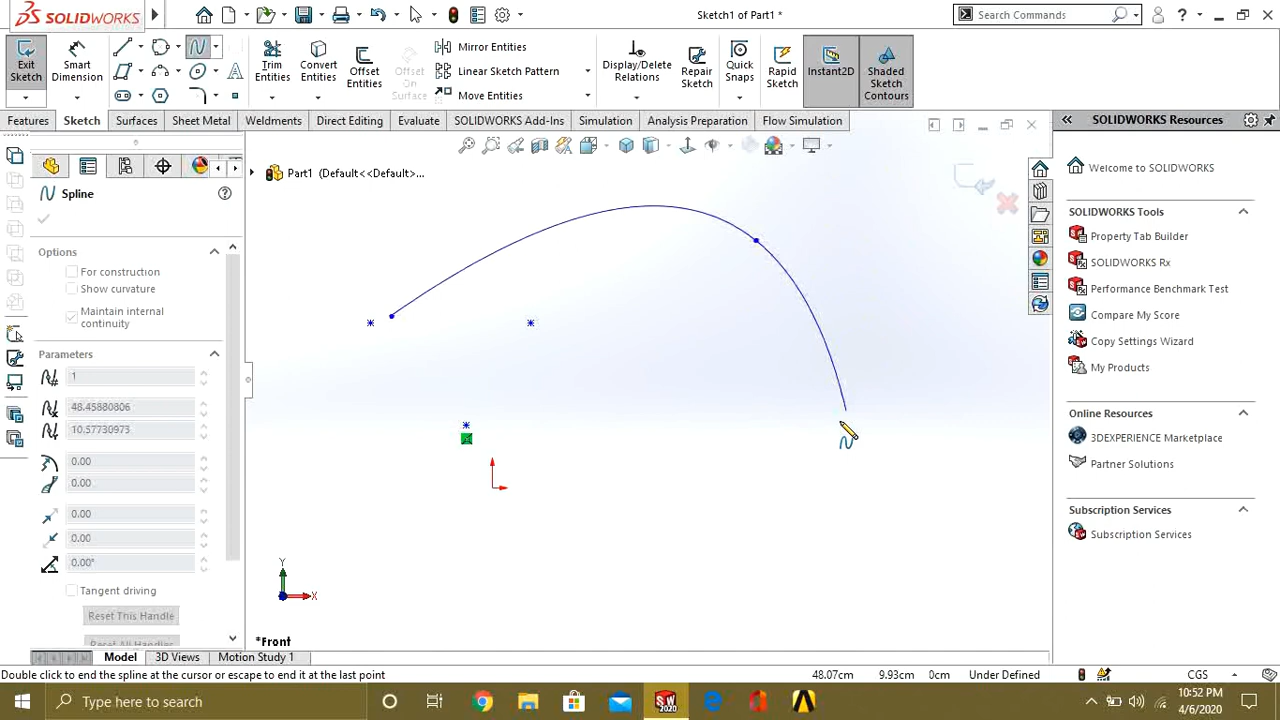 SOLIDWORKS
Sketch1 of Part1 *
Search Commands
Exit Sketch
Smart Dimension
Trim Entities
Convert Entities
Offset Entities
Offset On Surface
Mirror Entities
Linear Sketch Pattern
Move Entities
Display/Delete Relations
Repair Sketch
Quick Snaps
Rapid Sketch
Instant2D
Shaded Sketch Contours
Features
Sketch
Surfaces
Sheet Metal
Weldments
Direct Editing
Evaluate
SOLIDWORKS Add-Ins
Simulation
Analysis Preparation
Flow Simulation
SOLIDWORKS Resources
Part1 (Default<<Default>...
Spline
Options
For construction
Show curvature
Maintain internal
continuity
Parameters
1
48.45880806
10.57730973
0.00
0.00
0.00
0.00
0.00°
Tangent driving
Reset This Handle
Reset All Handles
Welcome to SOLIDWORKS
SOLIDWORKS Tools
Property Tab Builder
SOLIDWORKS Rx
Performance Benchmark Test
Compare My Score
Copy Settings Wizard
My Products
Online Resources
3DEXPERIENCE Marketplace
Partner Solutions
Subscription Services
Subscription Services
Y
X
*Front
Model
3D Views
Motion Study 1
Double click to end the spline at the cursor or escape to end it at the last point
48.07cm
9.93cm
0cm
Under Defined
CGS
Type here to search
SW
2020
10:52 PM
4/6/2020